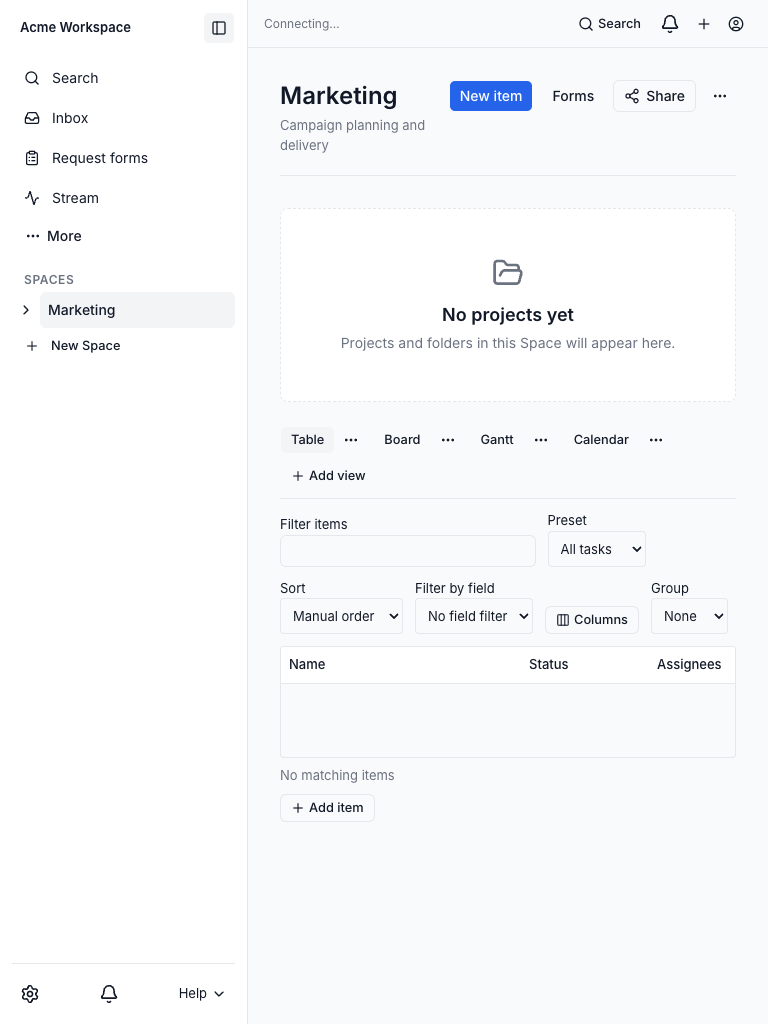 Acme Workspace
Search
Inbox
Request forms
Stream
More
SPACES
Marketing
New Space
Help
Connecting...
Search
Marketing
Campaign planning and
delivery
New item
Forms
Share
No projects yet
Projects and folders in this Space will appear here.
Table
Board
Gantt
Calendar
Add view
Filter items
Preset
All tasks
Sort
Manual order
Filter by field
No field filter
Columns
Group
None
Name Status Assignees
No matching items
Add item